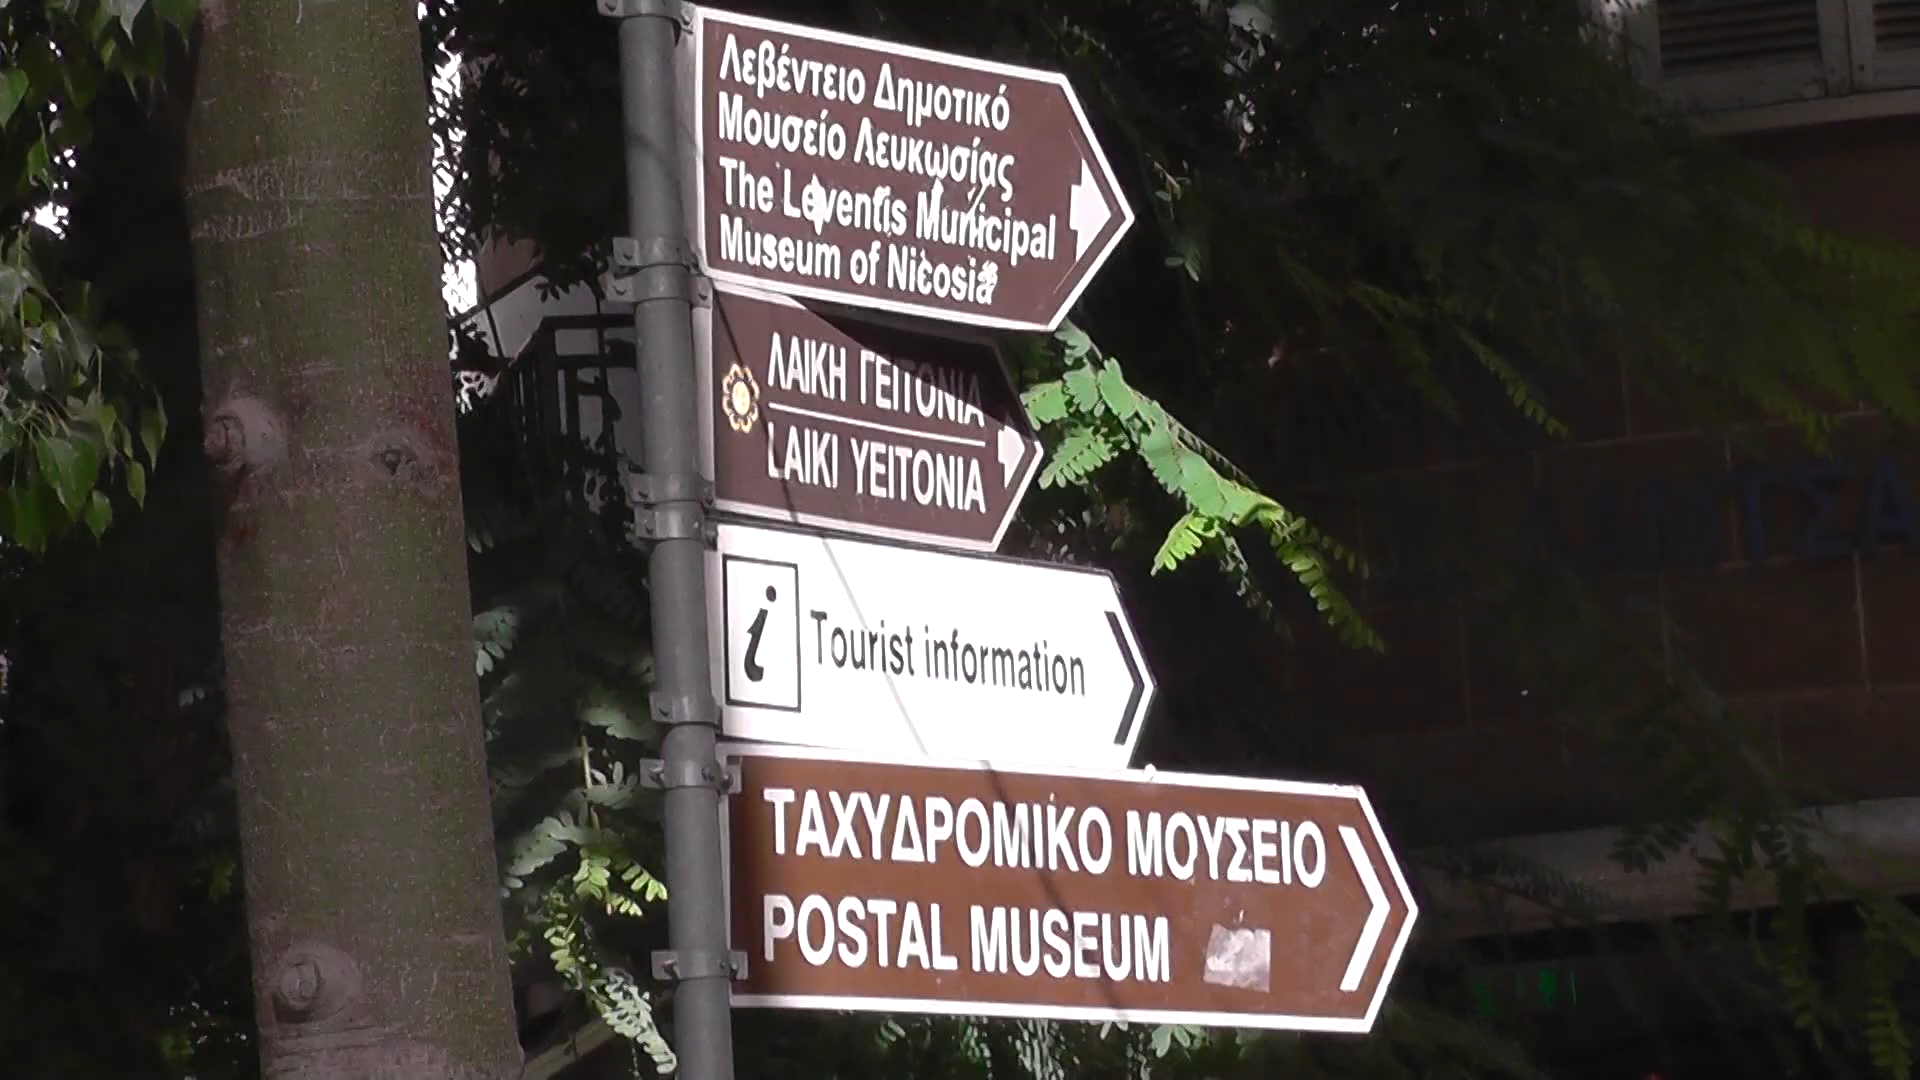 Λεβέντειο Δημοτικό
Μουσείο Λευκωσίας
The Leventis Municipal
Museum of Nicosia
ΛΑΙΚΗ ΓΕΙΤΟΝΙΑ
LAIKI YEITONIA
i Tourist information
ΤΑΧΥΔΡΟΜΙΚΟ ΜΟΥΣΕΙΟ
POSTAL MUSEUM